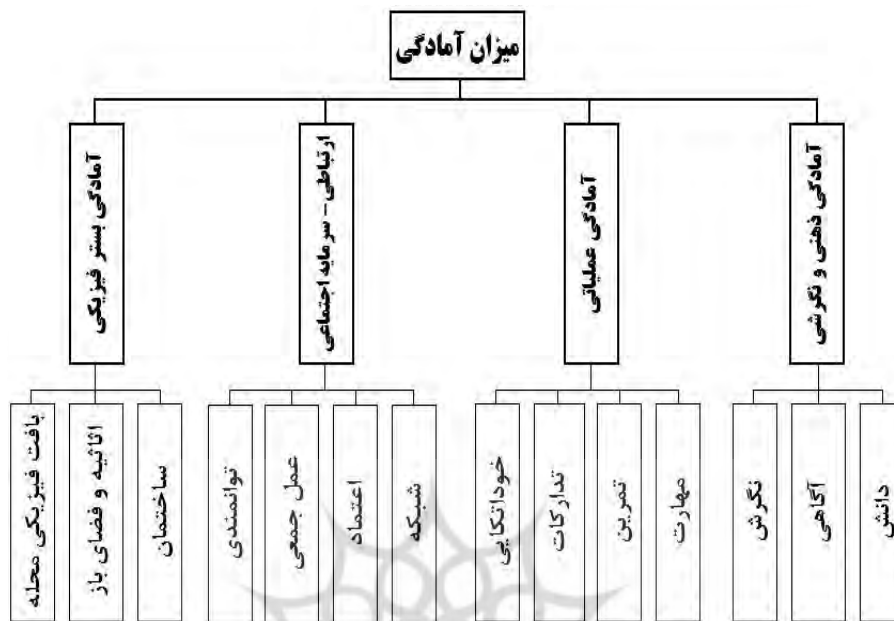 میزان آمادگی
آمادگی ذهنی و نگرشی
آمادگی عملیاتی
ارتباطی - سرمایه اجتماعی
آمادگی بستر فیزیکی
دانش
آگاهی
نگرش
مهارت
تمرین
تدارکات
خوداتکایی
شبکه
اعتماد
عمل جمعی
توانمندی
ساختمان
اثاثیه و فضای باز
بافت فیزیکی محله